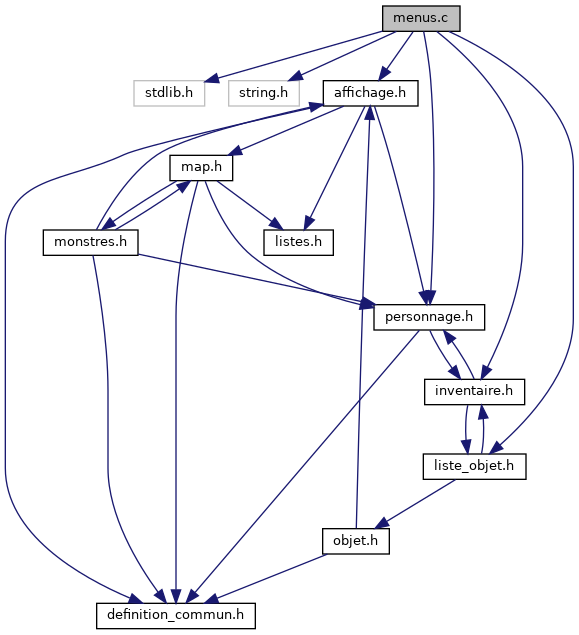 menus.c
stdlib.h
string.h
affichage.h
map.h
monstres.h
listes.h
personnage.h
inventaire.h
liste_objet.h
objet.h
definition_commun.h